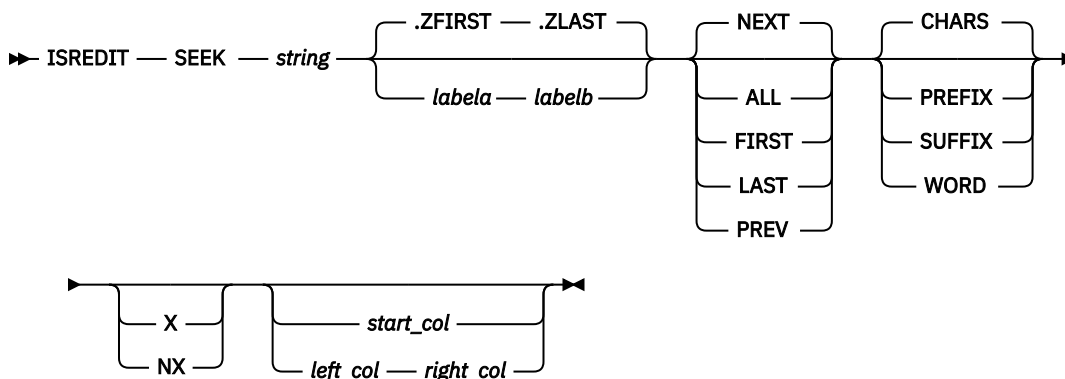 .ZFIRST .ZLAST NEXT CHARS
ISREDIT SEEK string
labela labelb ALL PREFIX
FIRST SUFFIX
LAST WORD
PREV
X start_col
NX left_col right_col